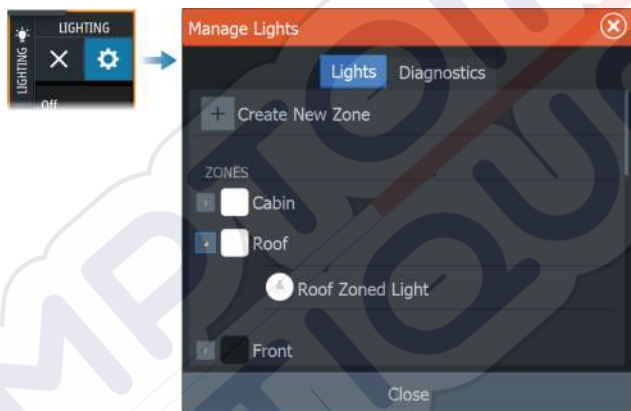 LIGHTING
LIGHTING
Off
Manage Lights
Lights Diagnostics
+ Create New Zone
ZONES
Cabin
Roof
Roof Zoned Light
Front
Close